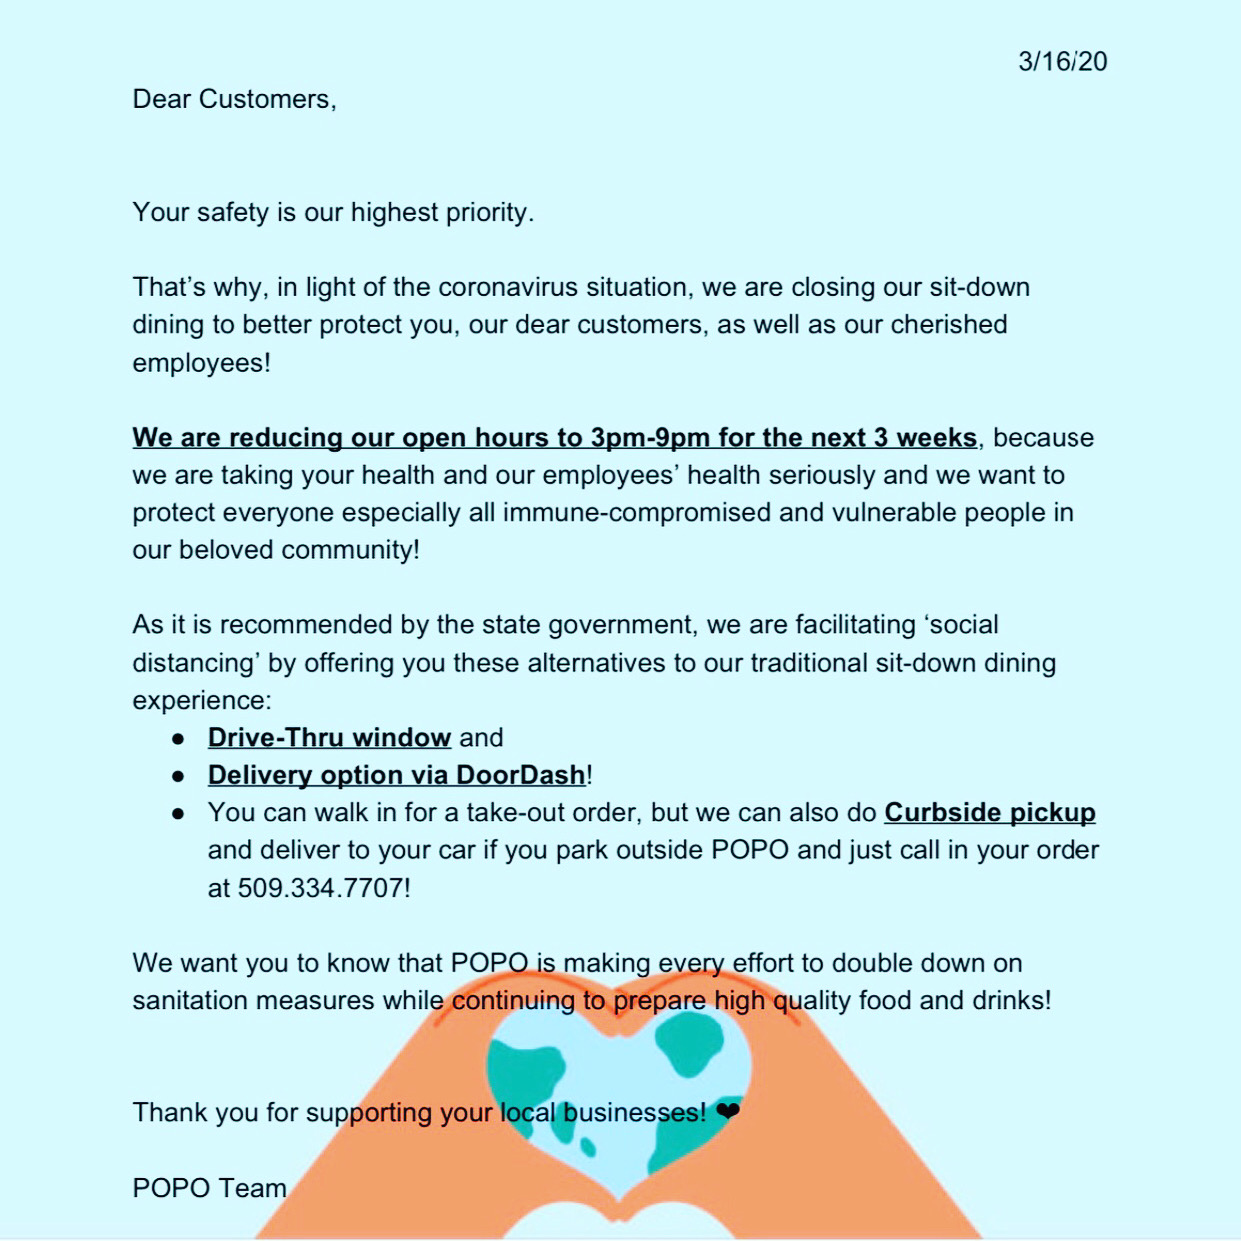 3/16/20
Dear Customers,
Your safety is our highest priority.
That’s why, in light of the coronavirus situation, we are closing our sit-down
dining to better protect you, our dear customers, as well as our cherished
employees!
We are reducing our open hours to 3pm-9pm for the next 3 weeks, because
we are taking your health and our employees’ health seriously and we want to
protect everyone especially all immune-compromised and vulnerable people in
our beloved community!
As it is recommended by the state government, we are facilitating ‘social
distancing’ by offering you these alternatives to our traditional sit-down dining
experience:
● Drive-Thru window and
● Delivery option via DoorDash!
● You can walk in for a take-out order, but we can also do Curbside pickup
and deliver to your car if you park outside POPO and just call in your order
at 509.334.7707!
We want you to know that POPO is making every effort to double down on
sanitation measures while continuing to prepare high quality food and drinks!
Thank you for supporting your local businesses! ❤
POPO Team